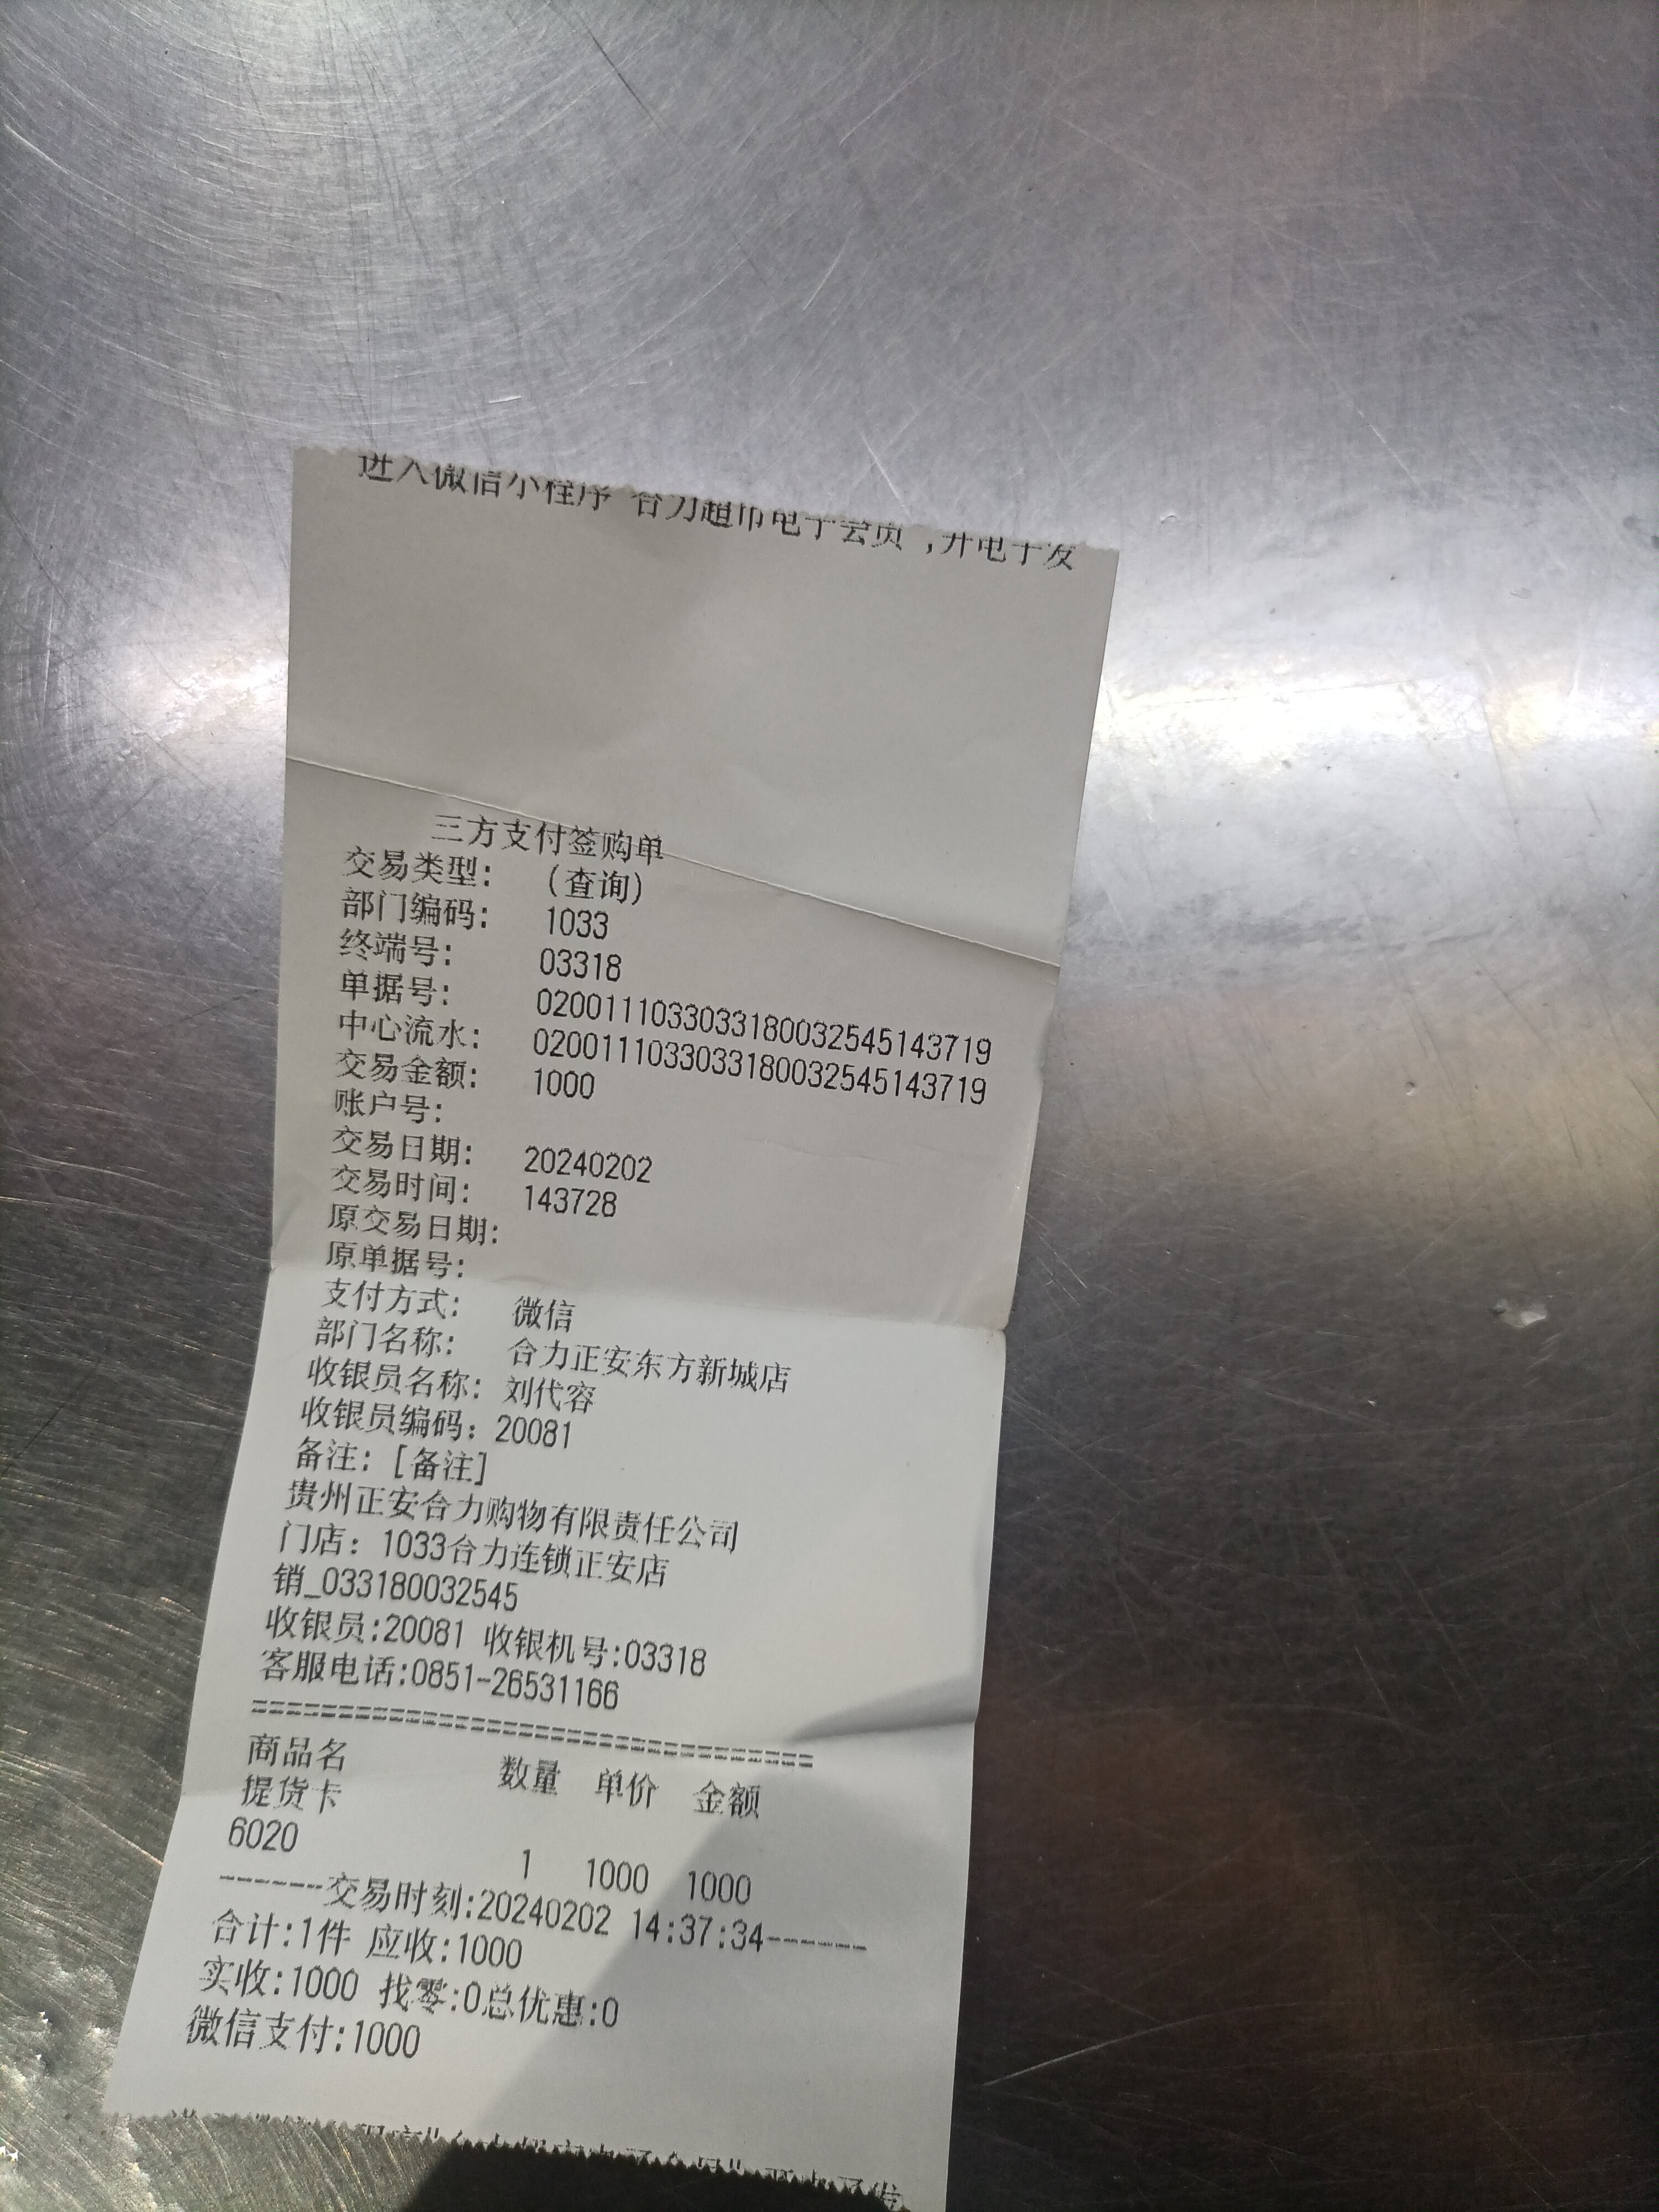 进入微信小程序 合力超市电子会员 ,开电子发
三方支付签购单
交易类型: (查询)
部门编码: 1033
终端号: 03318
单据号: 0200111033033180032545143719
中心流水: 0200111033033180032545143719
交易金额: 1000
账户号:
交易日期: 20240202
交易时间: 143728
原交易日期:
原单据号:
支付方式: 微信
部门名称: 合力正安东方新城店
收银员名称: 刘代容
收银员编码: 20081
备注: [备注]
贵州正安合力购物有限责任公司
门店: 1033合力连锁正安店
销_033180032545
收银员:20081 收银机号:03318
客服电话:0851-26531166
==================================
商品名 数量 单价 金额
提货卡
6020 1 1000 1000
-------交易时刻:20240202 14:37:34-------
合计:1件 应收:1000
实收:1000 找零:0总优惠:0
微信支付:1000